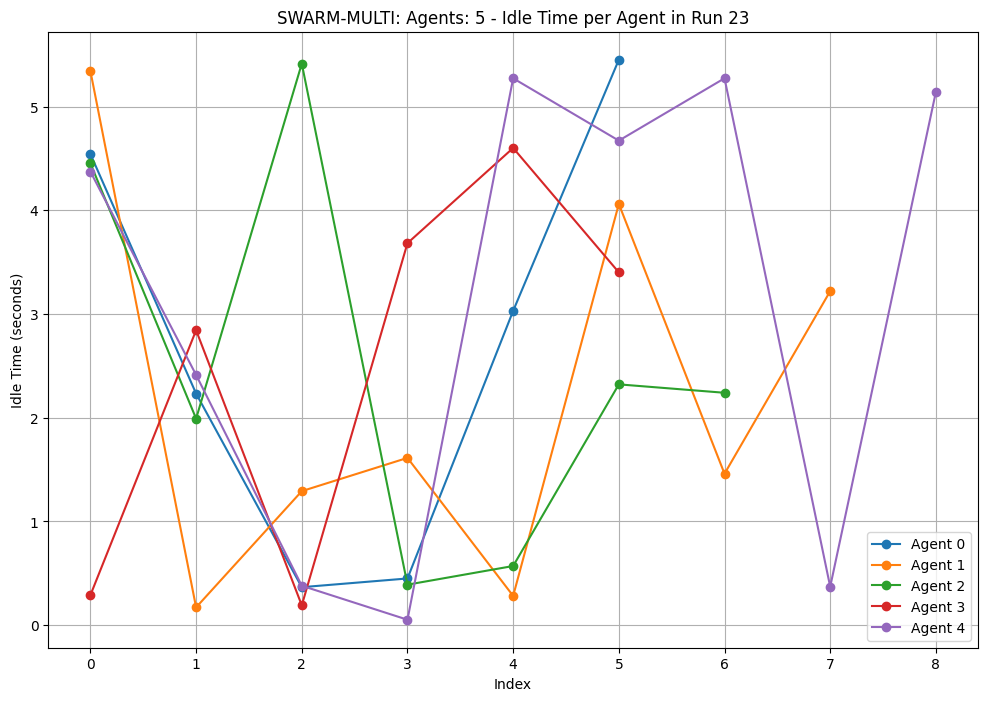 SWARM-MULTI: Agents: 5 - Idle Time per Agent in Run 23
Idle Time (seconds)
5
4
3
2
1
0
0 1 2 3 4 5 6 7 8
Index
Agent 0
Agent 1
Agent 2
Agent 3
Agent 4